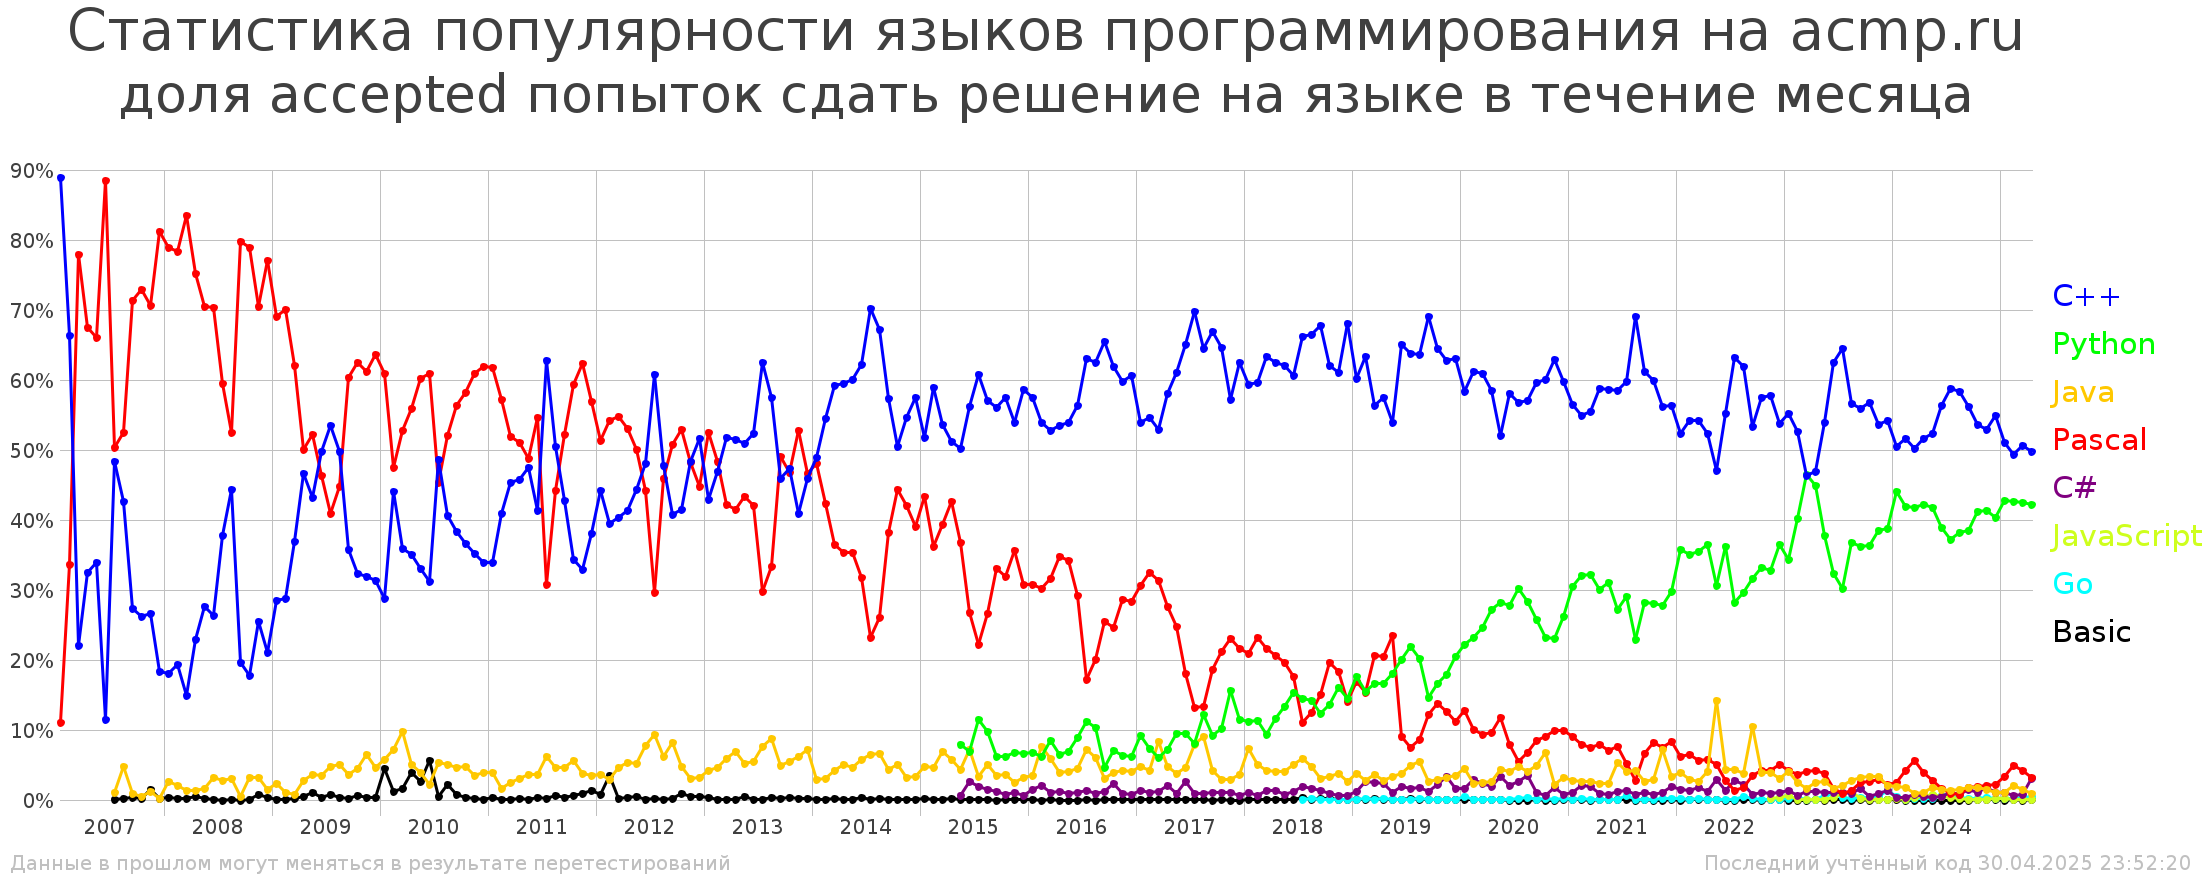 Статистика популярности языков программирования на acmp.ru
доля accepted попыток сдать решение на языке в течение месяца
90%
80%
70%
60%
50%
40%
30%
20%
10%
0%
2007 2008 2009 2010 2011 2012 2013 2014 2015 2016 2017 2018 2019 2020 2021 2022 2023 2024
C++
Python
Java
Pascal
C#
JavaScript
Go
Basic
Данные в прошлом могут меняться в результате перетестирований
Последний учтённый код 30.04.2025 23:52:20